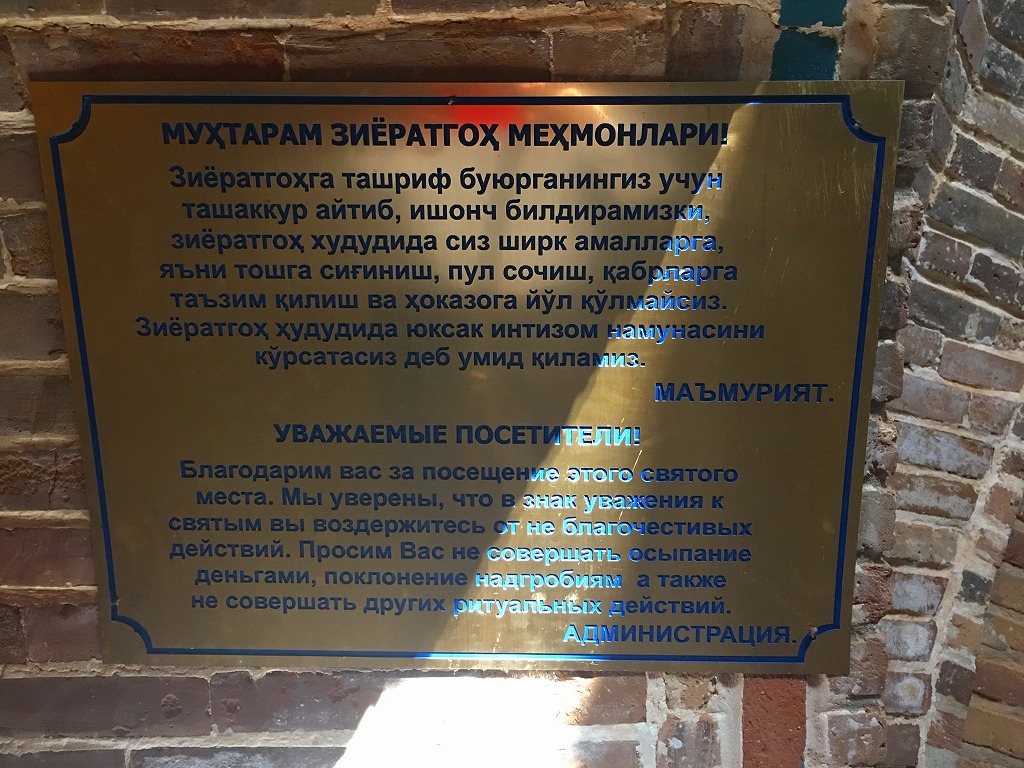 МУҲТАРАМ ЗИЁРАТГОҲ МЕҲМОНЛАРИ!
Зиёратгоҳга ташриф буюрганингиз учун
ташаккур айтиб, ишонч билдирамизки,
зиёратгоҳ худудида сиз ширк амалларга,
яъни тошга сиғиниш, пул сочиш, қабрларга
таъзим қилиш ва ҳоказога йўл қўлмайсиз.
Зиёратгоҳ ҳудудида юксак интизом намунасини
кўрсатасиз деб умид қиламиз.
МАЪМУРИЯТ.
УВАЖАЕМЫЕ ПОСЕТИТЕЛИ!
Благодарим вас за посещение этого святого
места. Мы уверены, что в знак уважения к
святым вы воздержитесь от не благочестивых
действий. Просим Вас не совершать осыпание
деньгами, поклонение надгробиям а также
не совершать других ритуальных действий.
АДМИНИСТРАЦИЯ.